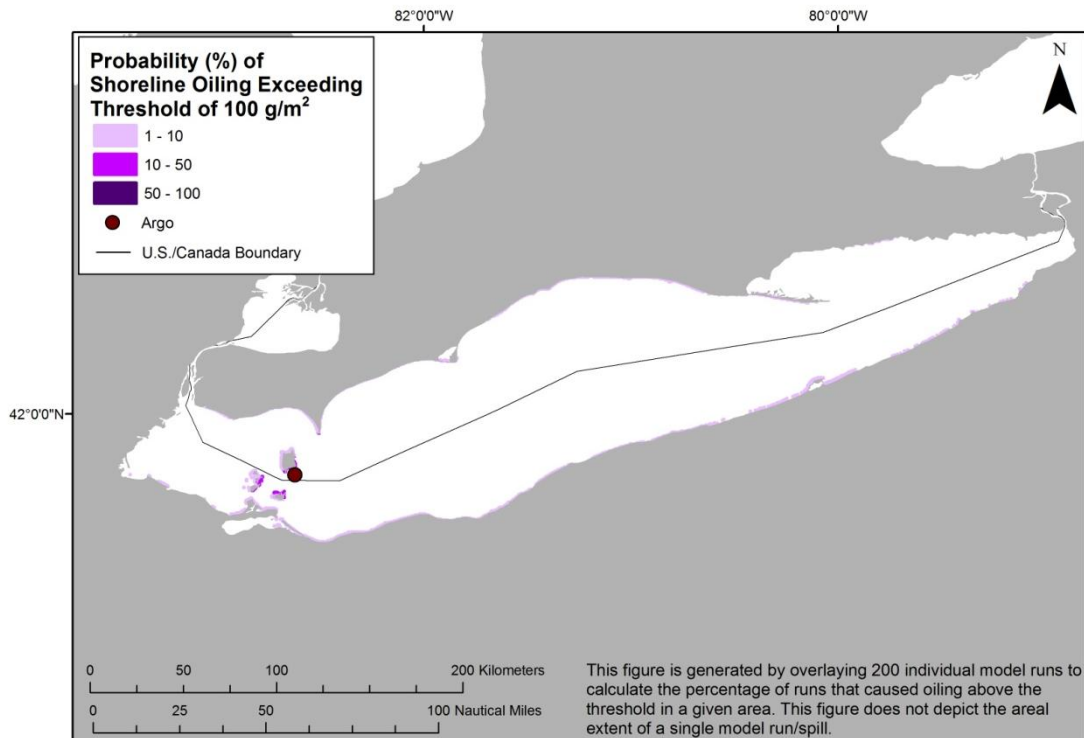 82°0'0"W
80°0'0"W
Probability (%) of
Shoreline Oiling Exceeding
Threshold of 100 g/m²
1 - 10
10 - 50
50 - 100
Argo
U.S./Canada Boundary
N
42°0'0"N
0 50 100 200 Kilometers
0 25 50 100 Nautical Miles
This figure is generated by overlaying 200 individual model runs to
calculate the percentage of runs that caused oiling above the
threshold in a given area. This figure does not depict the areal
extent of a single model run/spill.